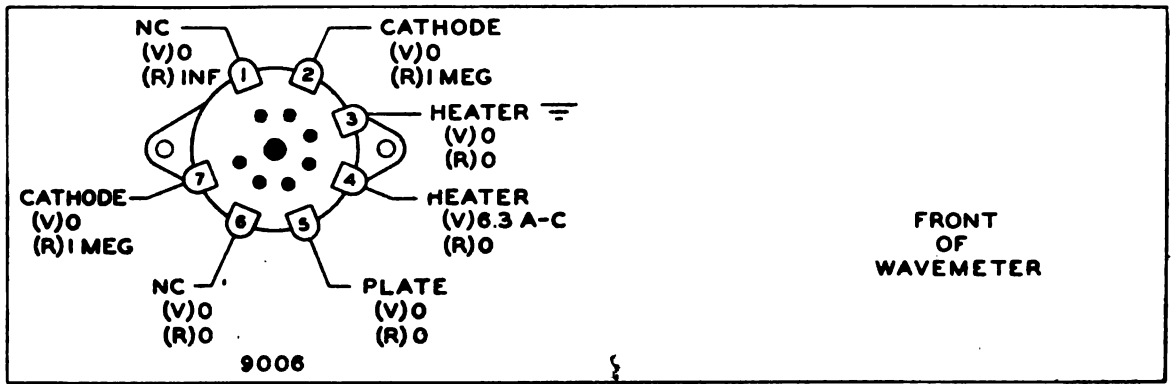 NC
(V)0
(R)INF
CATHODE
(V)0
(R)1 MEG
1
2
3
HEATER
(V)0
(R)0
4
HEATER
(V)6.3 A-C
(R)0
7
CATHODE
(V)0
(R)1 MEG
6
5
NC
(V)0
(R)0
PLATE
(V)0
(R)0
9006
FRONT
OF
WAVEMETER